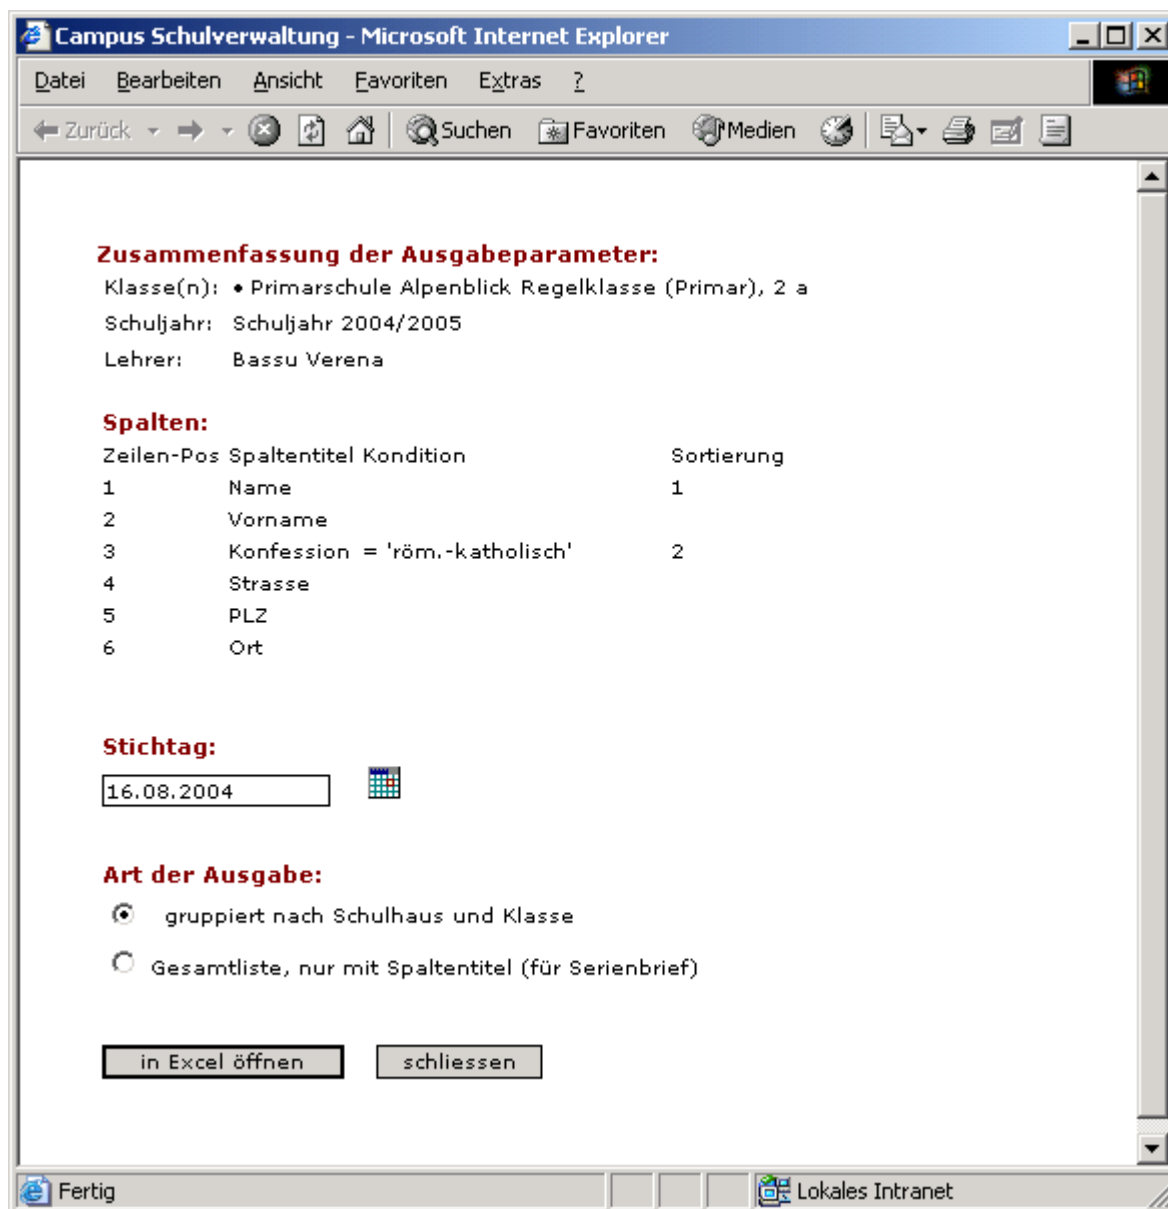 Campus Schulverwaltung - Microsoft Internet Explorer
Datei Bearbeiten Ansicht Favoriten Extras ?
Zurück Suchen Favoriten Medien
Zusammenfassung der Ausgabeparameter:
Klasse(n): • Primarschule Alpenblick Regelklasse (Primar), 2 a
Schuljahr: Schuljahr 2004/2005
Lehrer: Bassu Verena
Spalten:
Zeilen-Pos Spaltentitel Kondition Sortierung
1 Name 1
2 Vorname
3 Konfession = 'röm.-katholisch' 2
4 Strasse
5 PLZ
6 Ort
Stichtag:
16.08.2004
Art der Ausgabe:
gruppiert nach Schulhaus und Klasse
Gesamtliste, nur mit Spaltentitel (für Serienbrief)
in Excel öffnen schliessen
Fertig Lokales Intranet